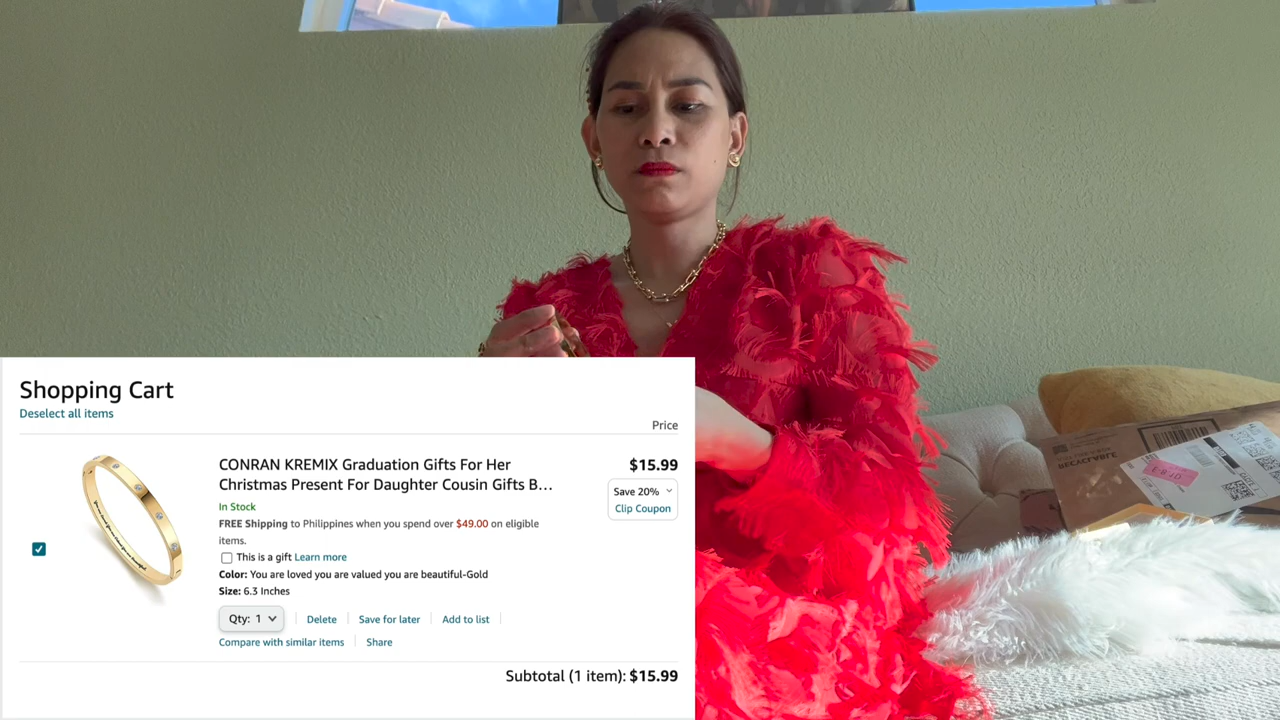 Shopping Cart
Deselect all items
Price
CONRAN KREMIX Graduation Gifts For Her
Christmas Present For Daughter Cousin Gifts B…
$15.99
Save 20%
Clip Coupon
In Stock
FREE Shipping to Philippines when you spend over $49.00 on eligible
items.
This is a gift Learn more
Color: You are loved you are valued you are beautiful-Gold
Size: 6.3 Inches
Qty: 1
Delete
Save for later
Add to list
Compare with similar items
Share
Subtotal (1 item): $15.99